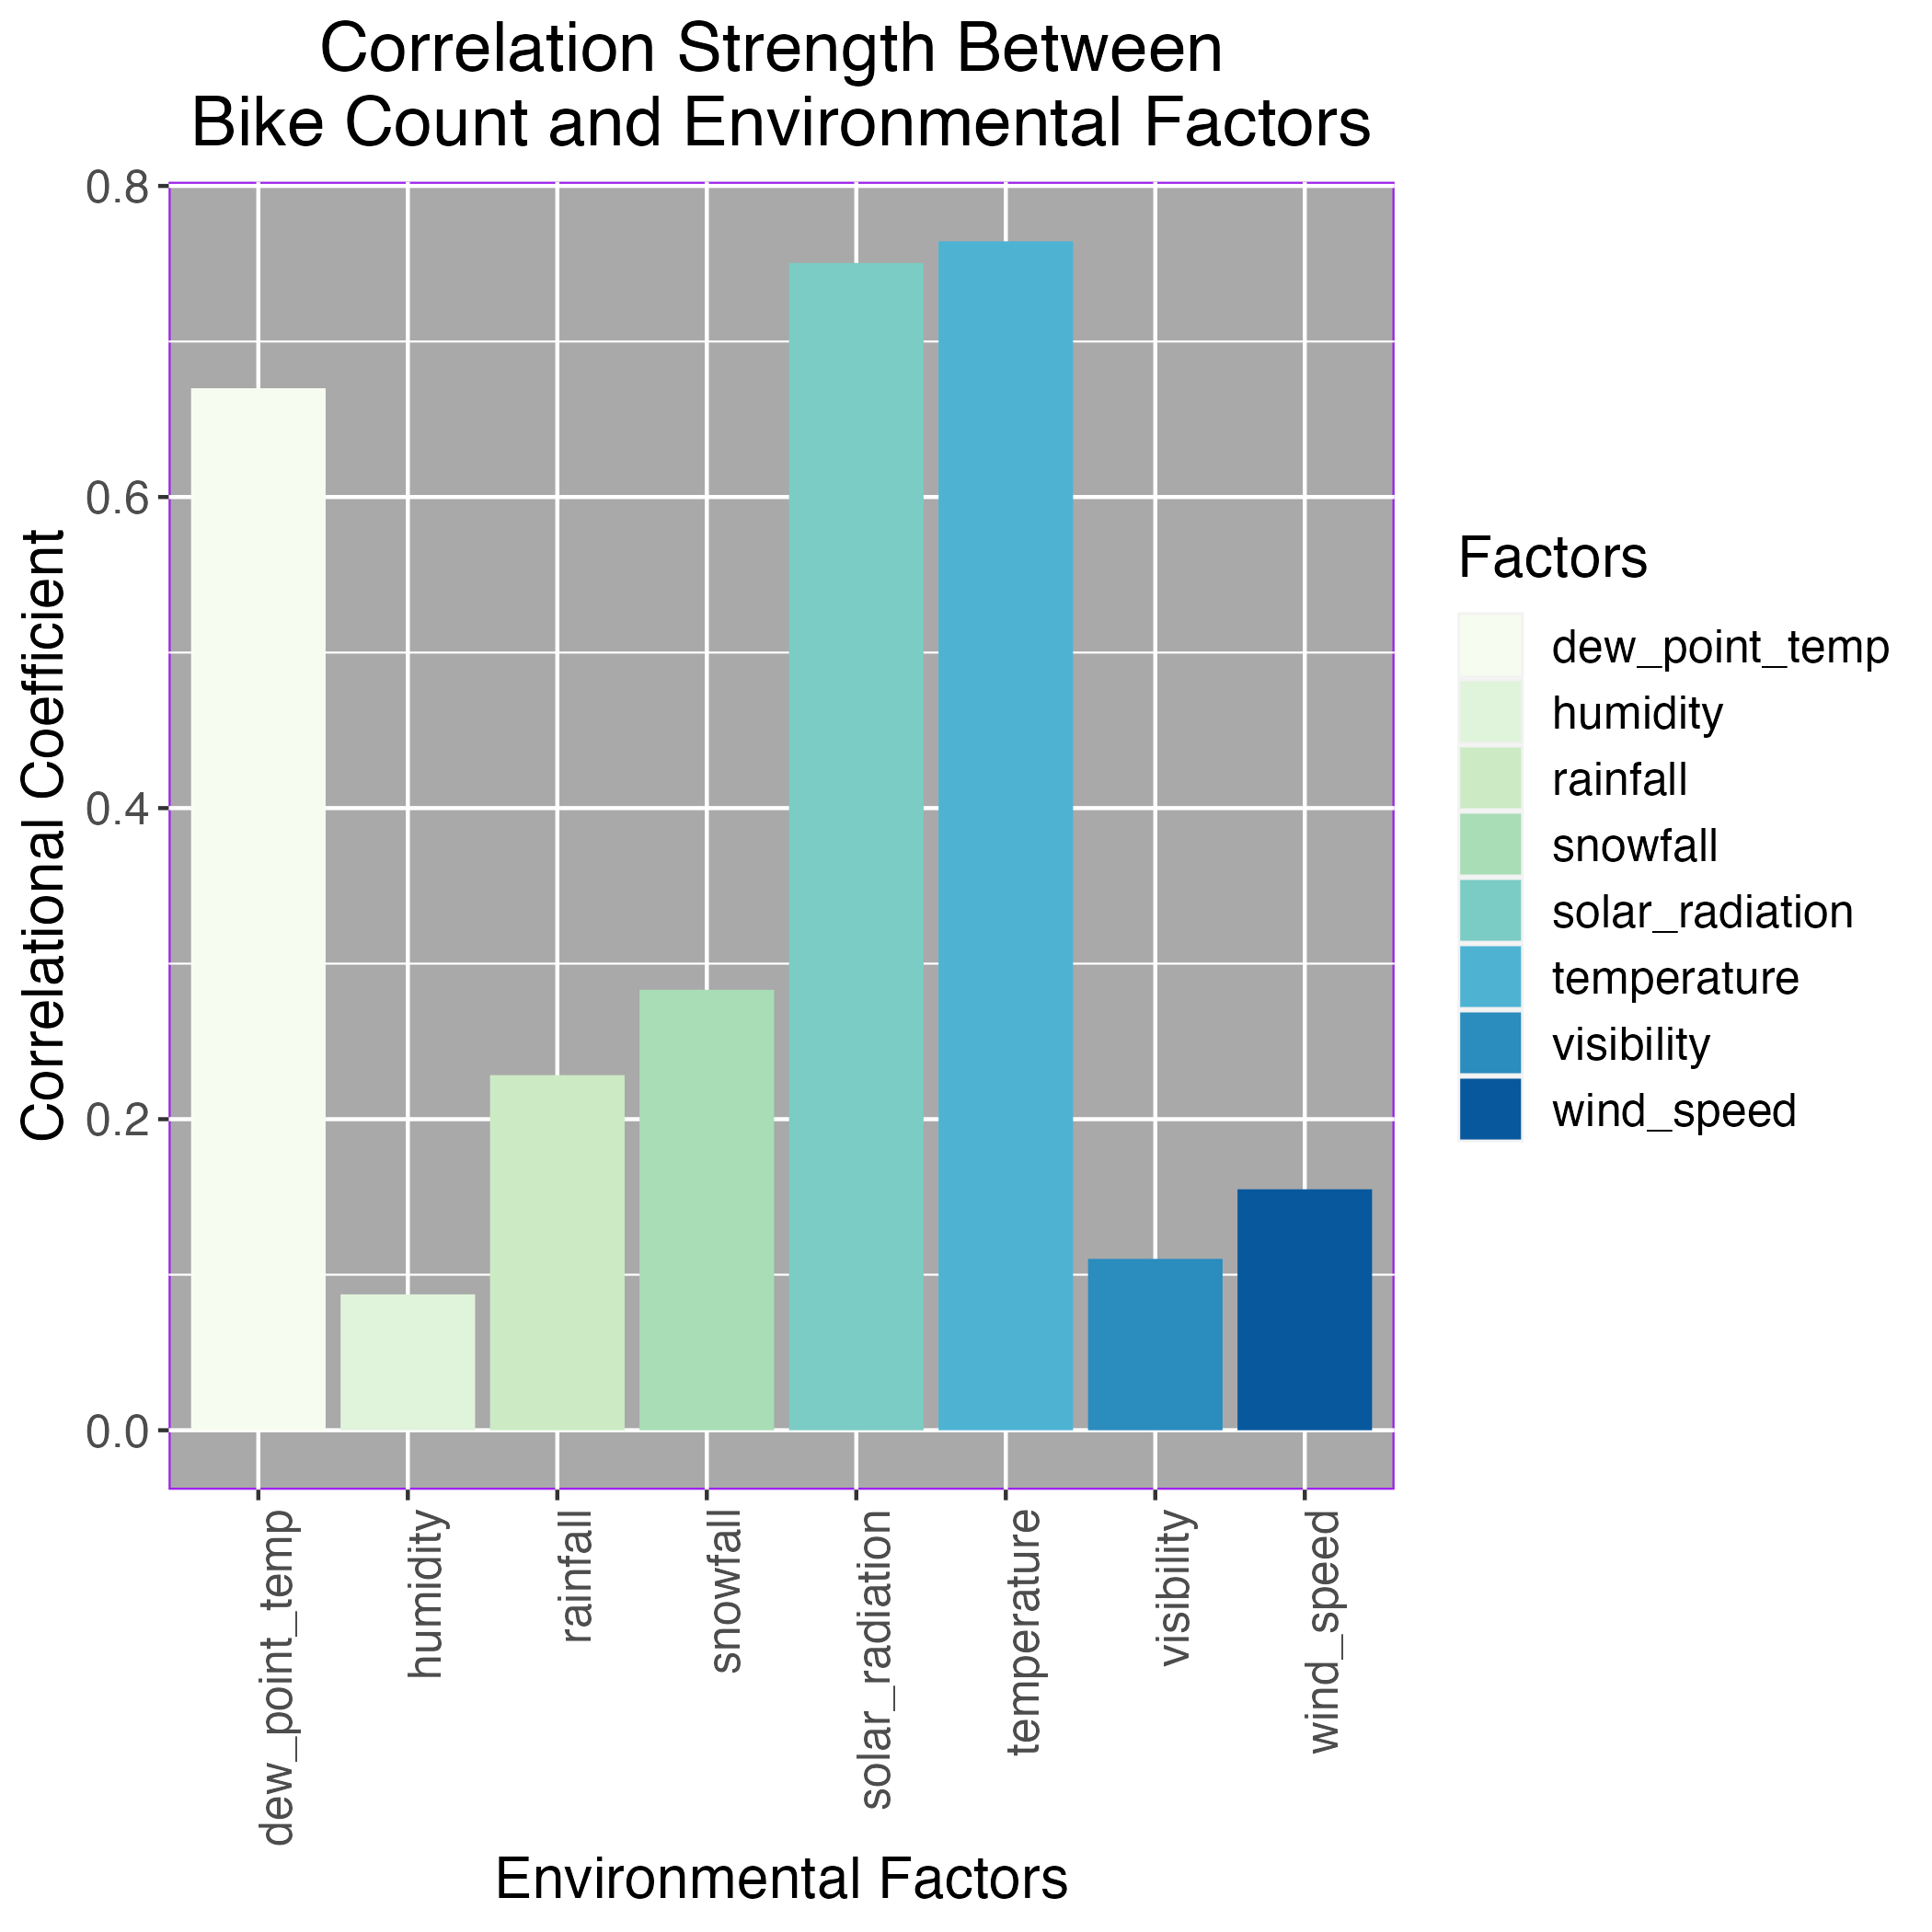 Correlation Strength Between
Bike Count and Environmental Factors
Correlational Coefficient
0.8
0.6
0.4
0.2
0.0
dew_point_temp
humidity
rainfall
snowfall
solar_radiation
temperature
visibility
wind_speed
Environmental Factors
Factors
dew_point_temp
humidity
rainfall
snowfall
solar_radiation
temperature
visibility
wind_speed